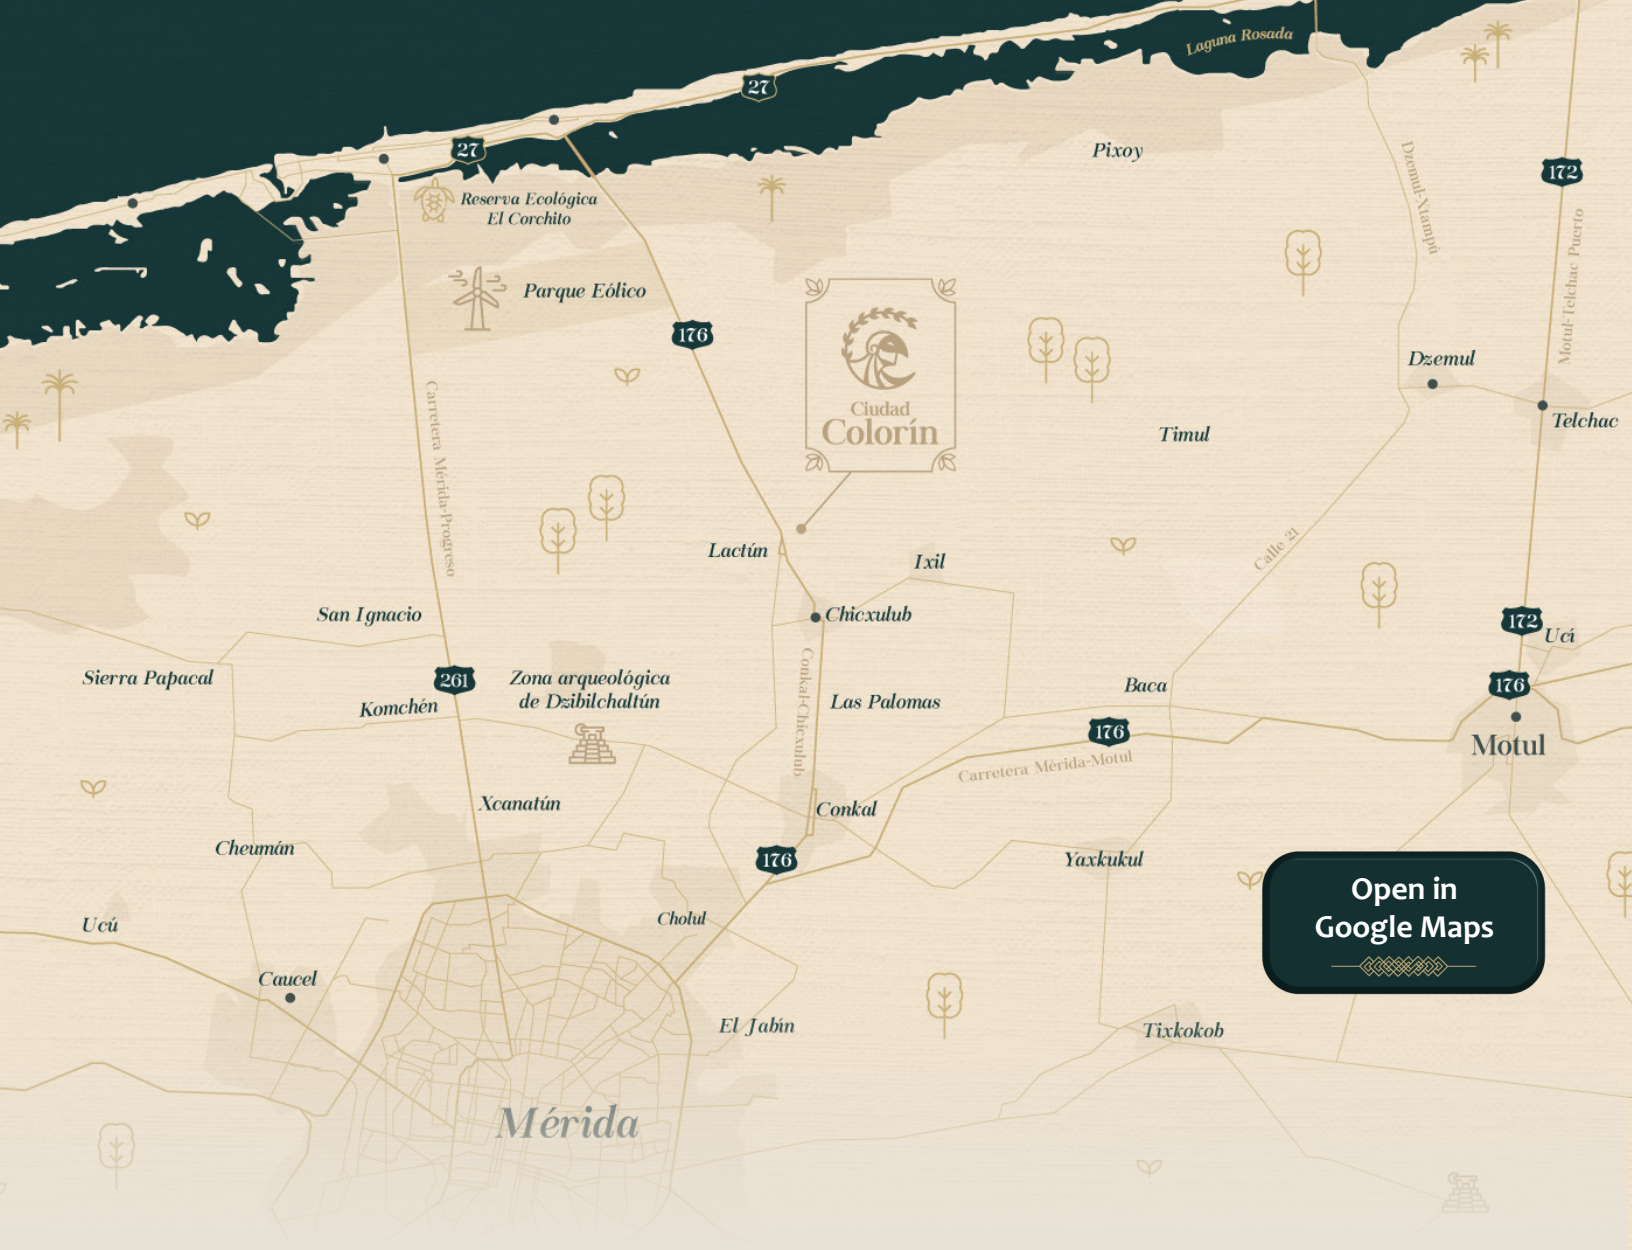 Laguna Rosada
27
27
Pixoy
172
Dzemul-Xtampú
Reserva Ecológica
El Corchito
Motul-Telchac Puerto
Parque Eólico
176
Dzemul
Ciudad
Colorín
Telchac
Timul
Carretera Mérida-Progreso
Lactún
Ixil
Calle 21
San Ignacio
Chicxulub
172
Ucí
Sierra Papacal
261
Zona arqueológica
de Dzibilchaltún
Komchén
Conkal-Chicxulub
Las Palomas
Baca
176
176
Motul
Carretera Mérida-Motul
Xcanatún
Conkal
Cheumán
176
Yaxkukul
Open in
Google Maps
Ucú
Cholul
Caucel
El Jabín
Tixkokob
Mérida